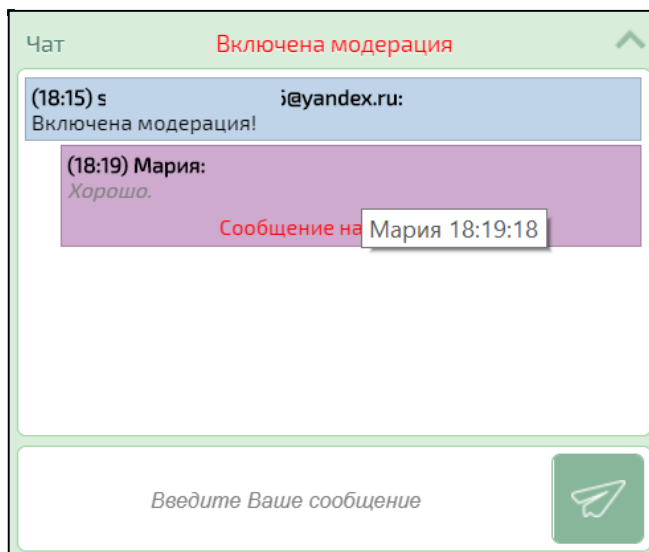 Чат Включена модерация
(18:15) s 5@yandex.ru:
Включена модерация!
(18:19) Мария:
Хорошо.
Сообщение на Мария 18:19:18
Введите Ваше сообщение